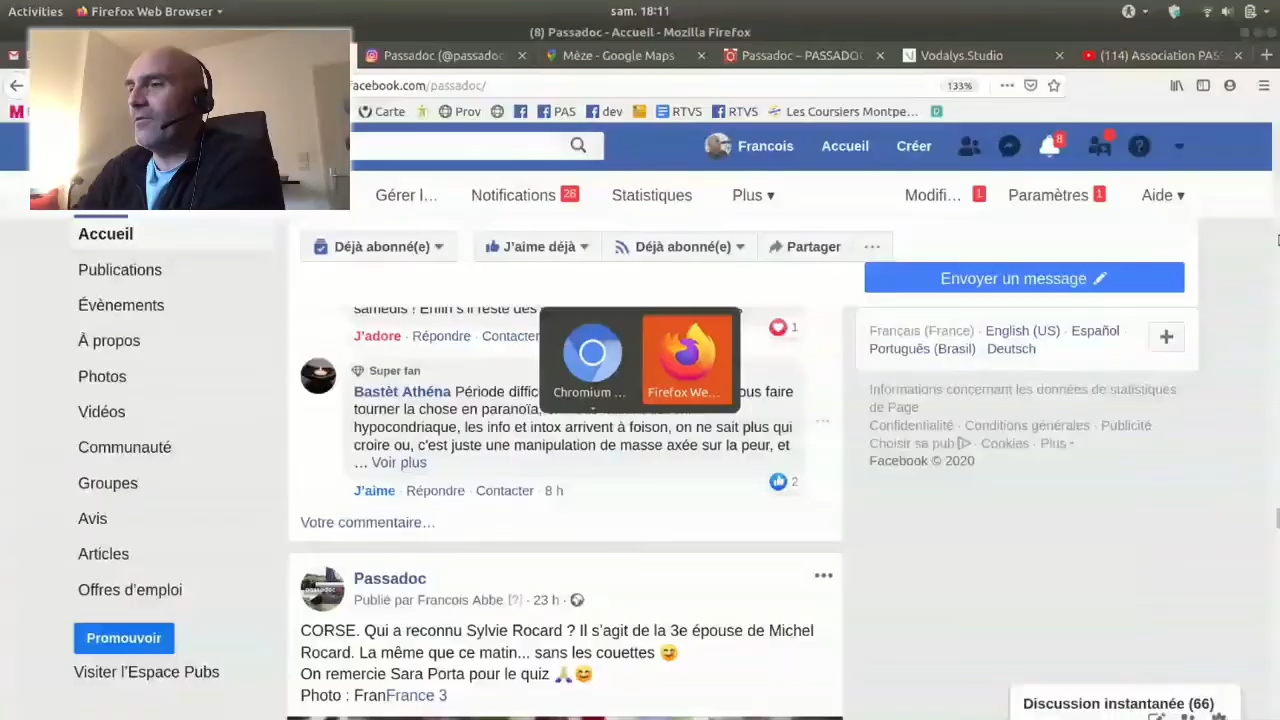 Activities
Firefox Web Browser
sam. 18:11
(8) Passadoc - Accueil - Mozilla Firefox
Passadoc (@passadoc
Mèze - Google Maps
Passadoc – PASSADOC
Vodalys.Studio
(114) Association PAS
facebook.com/passadoc/
133%
Carte
Prov
PAS
dev
RTVS
RTVS
Les Coursiers Montpe…
Francois
Accueil
Créer
8
Gérer l…
Notifications 28
Statistiques
Plus
Modifi… 1
Paramètres 1
Aide
Accueil
Publications
Évènements
À propos
Photos
Vidéos
Communauté
Groupes
Avis
Articles
Offres d'emploi
Promouvoir
Visiter l'Espace Pubs
Déjà abonné(e)
J'aime déjà
Déjà abonné(e)
Partager
samedis ! Enfin s'il reste des
J'adore · Répondre · Contacter
1
Super fan
Bastèt Athéna Période diffic ous faire
tourner la chose en paranoïa,
hypocondriaque, les info et intox arrivent à foison, on ne sait plus qui
croire ou, c'est juste une manipulation de masse axée sur la peur, et
… Voir plus
2
J'aime · Répondre · Contacter · 8 h
Votre commentaire…
Chromium ...
Firefox We...
Passadoc
Publié par Francois Abbe [?] · 23 h ·
CORSE. Qui a reconnu Sylvie Rocard ? Il s'agit de la 3e épouse de Michel
Rocard. La même que ce matin... sans les couettes 😅
On remercie Sara Porta pour le quiz 🙏😅
Photo : FranFrance 3
Envoyer un message
Français (France) · English (US) · Español ·
Português (Brasil) · Deutsch
Informations concernant les données de statistiques
de Page
Confidentialité · Conditions générales · Publicité ·
Choisir sa pub · Cookies · Plus
Facebook © 2020
Discussion instantanée (66)